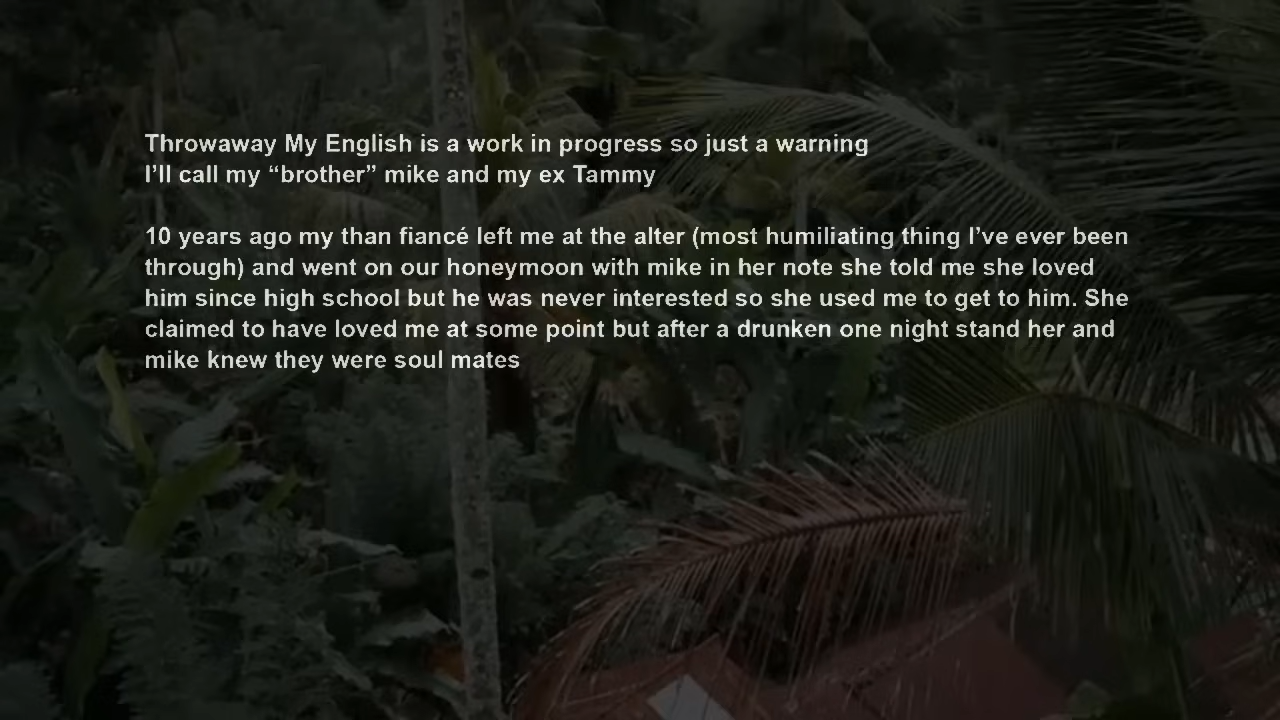 Throwaway My English is a work in progress so just a warning
I’ll call my “brother” mike and my ex Tammy
10 years ago my than fiancé left me at the alter (most humiliating thing I’ve ever been
through) and went on our honeymoon with mike in her note she told me she loved
him since high school but he was never interested so she used me to get to him. She
claimed to have loved me at some point but after a drunken one night stand her and
mike knew they were soul mates